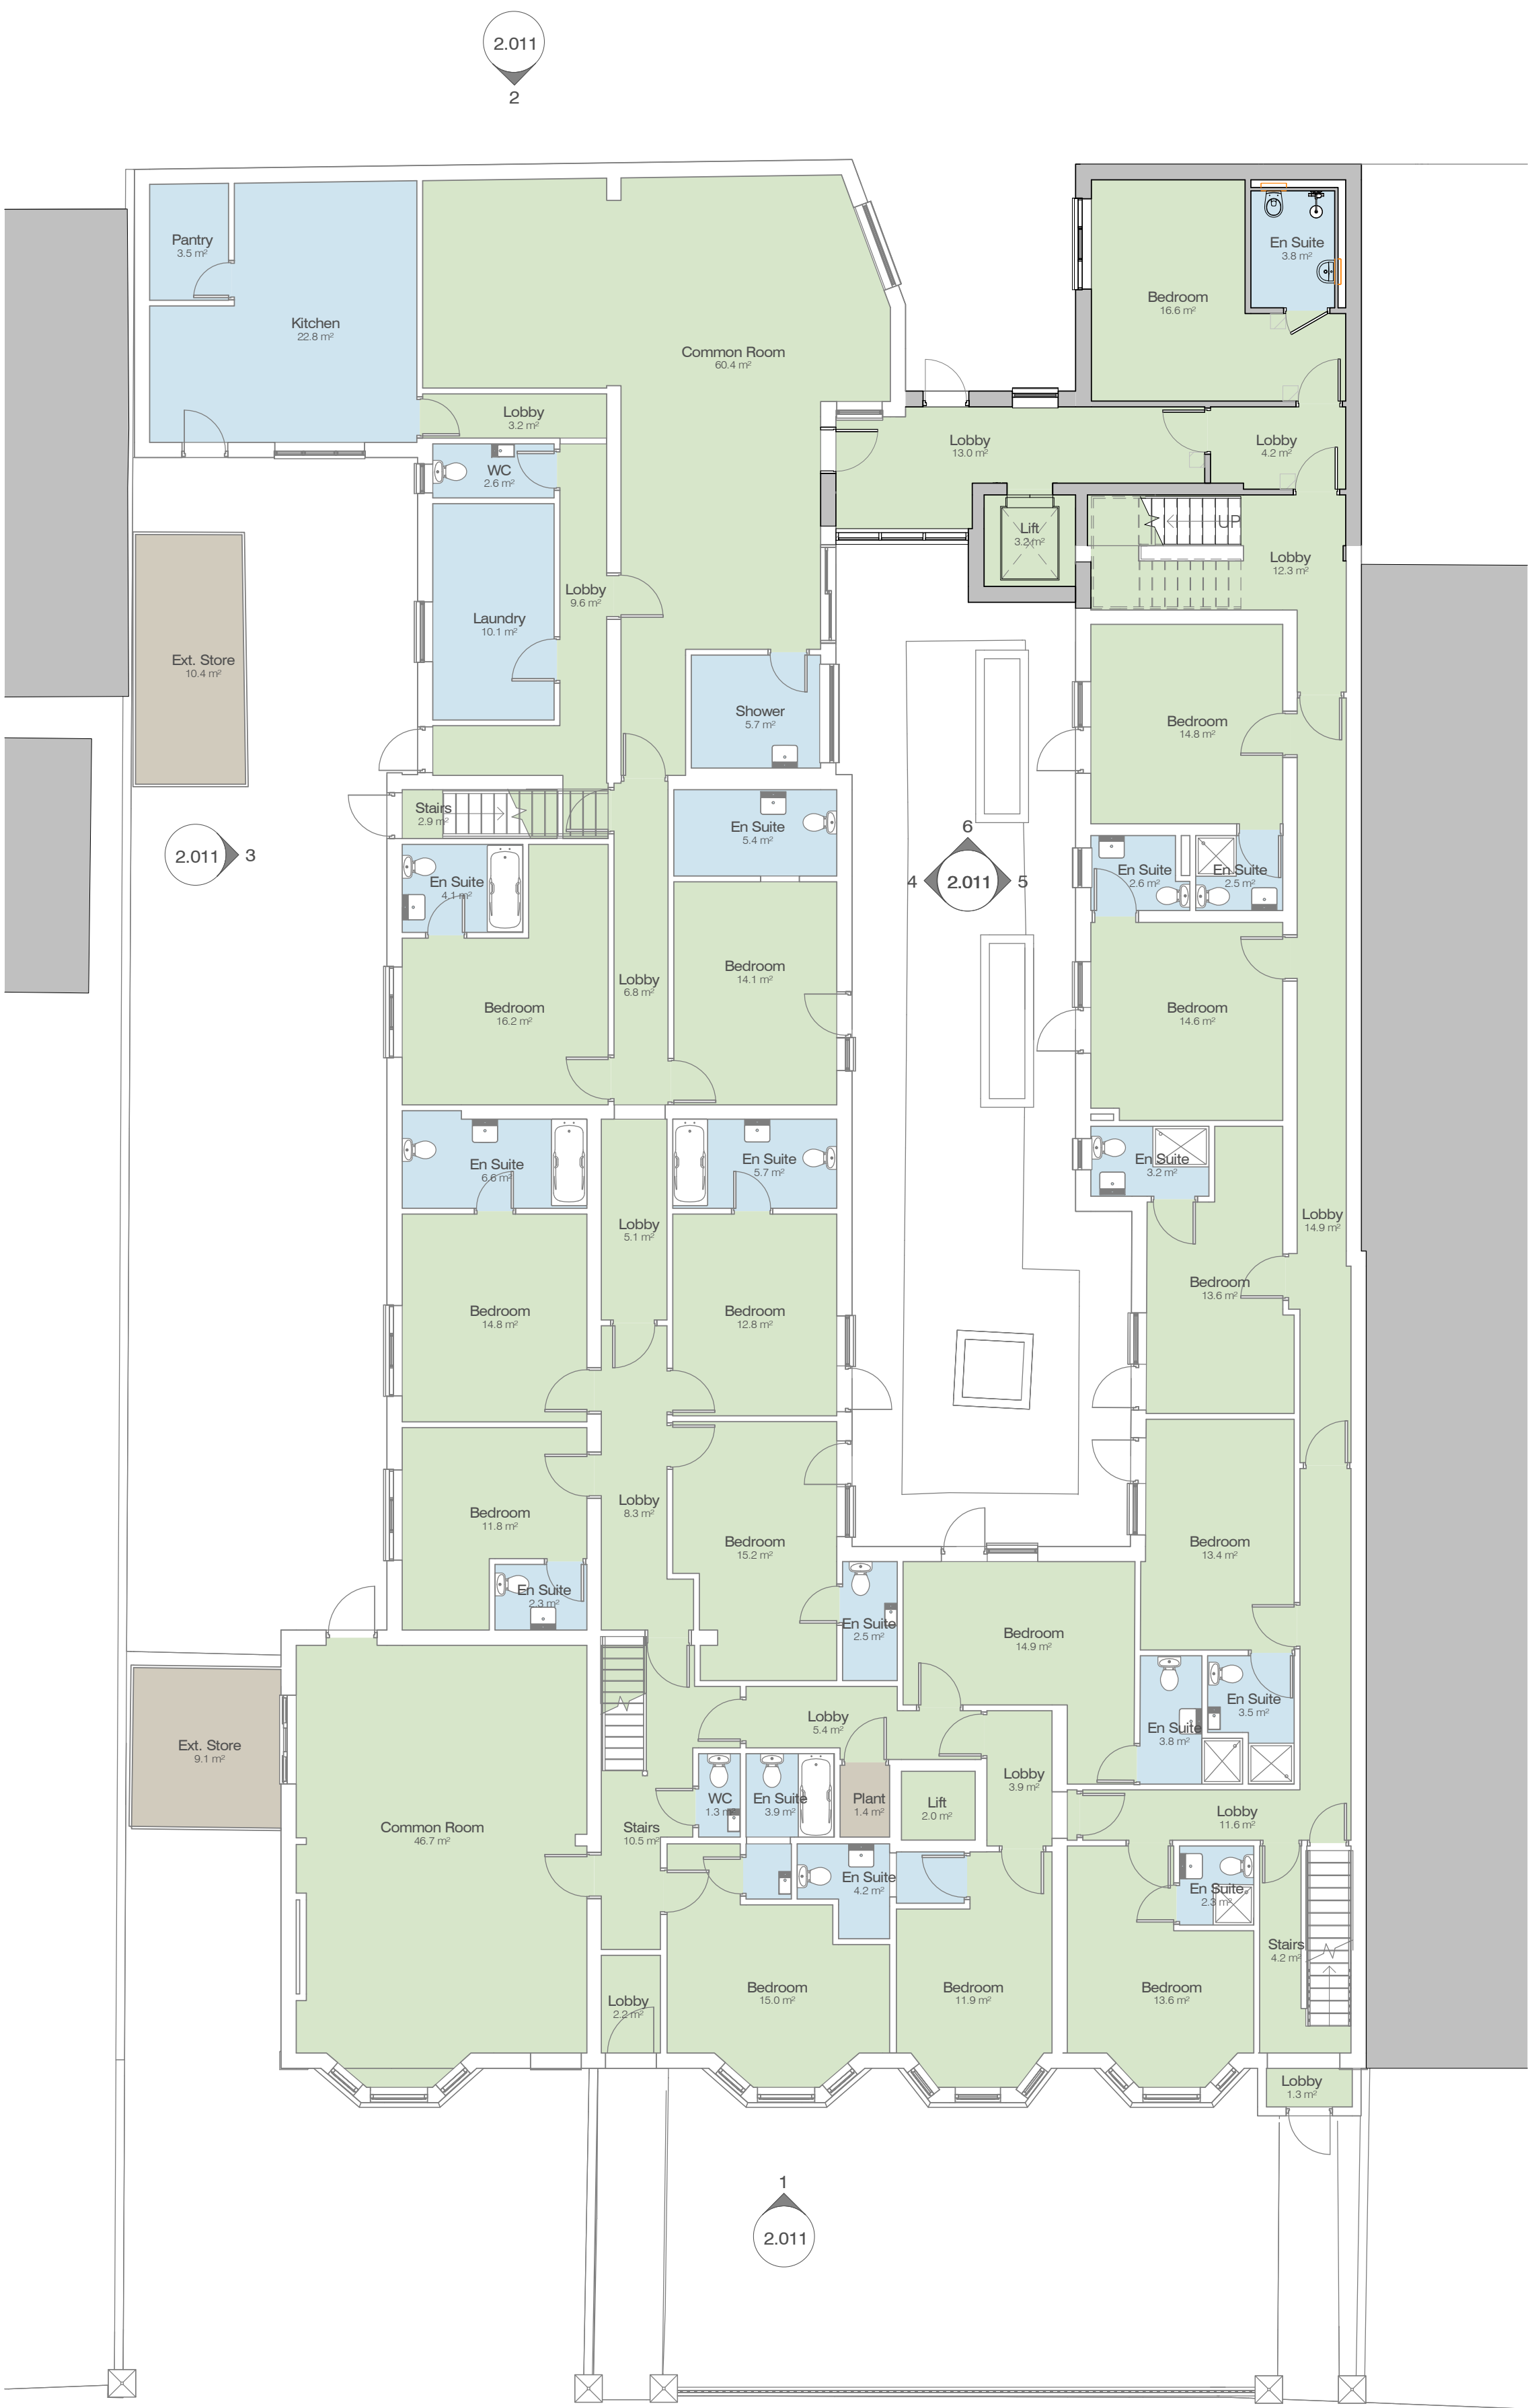 2.011
2
Pantry
3.5 m²
Kitchen
22.8 m²
Common Room
60.4 m²
Bedroom
16.6 m²
En Suite
3.8 m²
Lobby
3.2 m²
WC
2.6 m²
Lobby
13.0 m²
Lobby
4.2 m²
Lift
3.2 m²
UP
Lobby
12.3 m²
Lobby
9.6 m²
Laundry
10.1 m²
Ext. Store
10.4 m²
Shower
5.7 m²
Bedroom
14.8 m²
Stairs
2.9 m²
En Suite
5.4 m²
2.011
3
6
4
2.011
5
En Suite
4.1 m²
En Suite
2.6 m²
En Suite
2.5 m²
Lobby
6.8 m²
Bedroom
14.1 m²
Bedroom
16.2 m²
Bedroom
14.6 m²
En Suite
6.6 m²
En Suite
5.7 m²
En Suite
3.2 m²
Lobby
5.1 m²
Lobby
14.9 m²
Bedroom
14.8 m²
Bedroom
12.8 m²
Bedroom
13.6 m²
Bedroom
11.8 m²
Lobby
8.3 m²
Bedroom
15.2 m²
Bedroom
13.4 m²
En Suite
2.3 m²
En Suite
2.5 m²
Bedroom
14.9 m²
En Suite
3.8 m²
En Suite
3.5 m²
Ext. Store
9.1 m²
Lobby
5.4 m²
Lobby
3.9 m²
WC
1.3 m²
En Suite
3.9 m²
Plant
1.4 m²
Lift
2.0 m²
Lobby
11.6 m²
Common Room
46.7 m²
Stairs
10.5 m²
En Suite
4.2 m²
En Suite
2.3 m²
Stairs
4.2 m²
Lobby
2.2 m²
Bedroom
15.0 m²
Bedroom
11.9 m²
Bedroom
13.6 m²
Lobby
1.3 m²
1
2.011